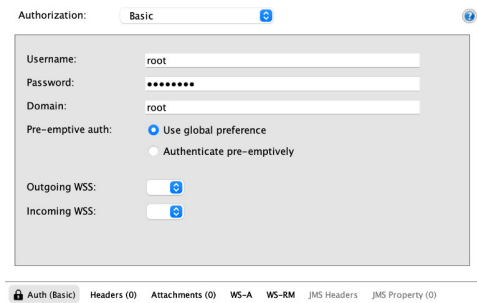 Authorization: Basic
?
Username: root
Password: ••••••••
Domain: root
Pre-emptive auth: Use global preference
Authenticate pre-emptively
Outgoing WSS:
Incoming WSS:
Auth (Basic) Headers (0) Attachments (0) WS-A WS-RM JMS Headers JMS Property (0)